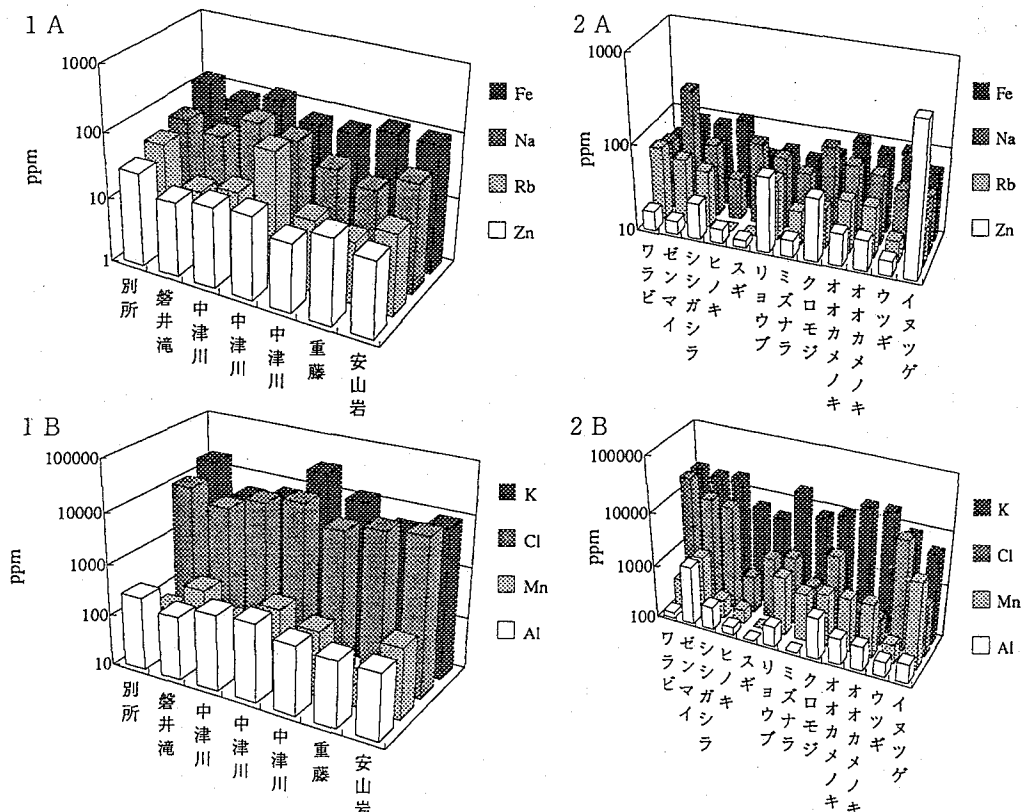 1 A
1000
100
10
1
ppm
Fe
Na
Rb
Zn
別所
磐井滝
中津川
中津川
中津川
重藤
安山岩
2 A
1000
100
10
ppm
Fe
Na
Rb
Zn
ワラビ
ゼンマイ
シシガシラ
ヒノキ
スギ
リョウブ
ミズナラ
クロモジ
オオカメノキ
オオカメノキ
ウツギ
イヌツゲ
1 B
100000
10000
1000
100
10
ppm
K
Cl
Mn
Al
別所
磐井滝
中津川
中津川
中津川
重藤
安山岩
2 B
100000
10000
1000
100
ppm
K
Cl
Mn
Al
ワラビ
ゼンマイ
シシガシラ
ヒノキ
スギ
リョウブ
ミズナラ
クロモジ
オオカメノキ
オオカメノキ
ウツギ
イヌツゲ